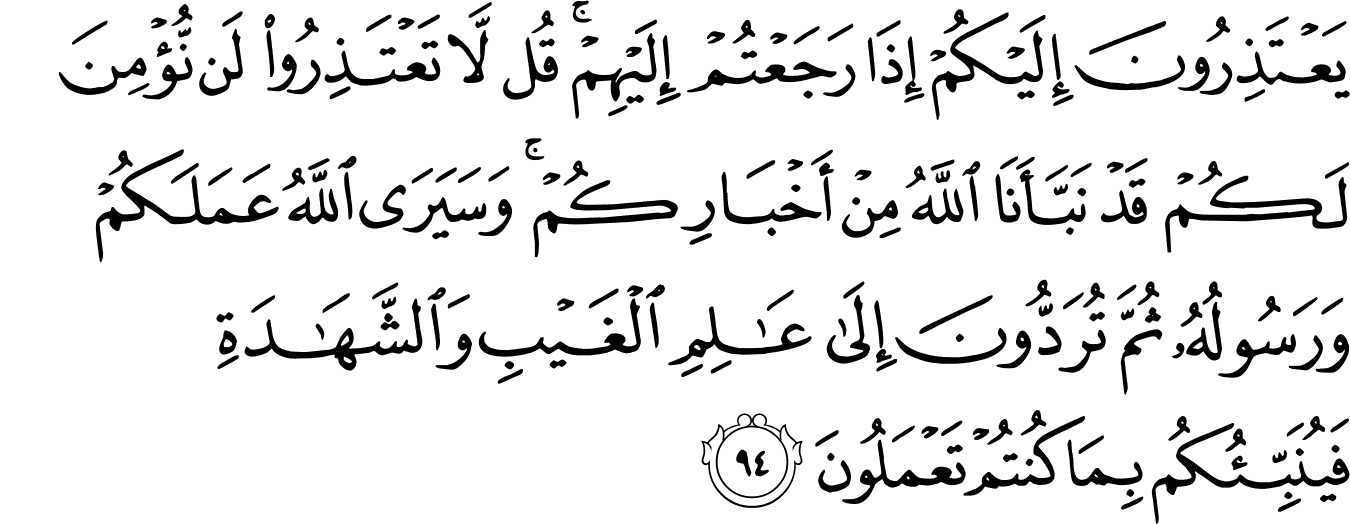 يَعْتَذِرُونَ إِلَيْكُمْ إِذَا رَجَعْتُمْ إِلَيْهِمْ ۚ قُل لَّا تَعْتَذِرُوا۟ لَن نُّؤْمِنَ
لَكُمْ قَدْ نَبَّأَنَا ٱللَّهُ مِنْ أَخْبَارِكُمْ ۚ وَسَيَرَى ٱللَّهُ عَمَلَكُمْ
وَرَسُولُهُۥ ثُمَّ تُرَدُّونَ إِلَىٰ عَـٰلِمِ ٱلْغَيْبِ وَٱلشَّهَـٰدَةِ
فَيُنَبِّئُكُم بِمَا كُنتُمْ تَعْمَلُونَ ٩٤